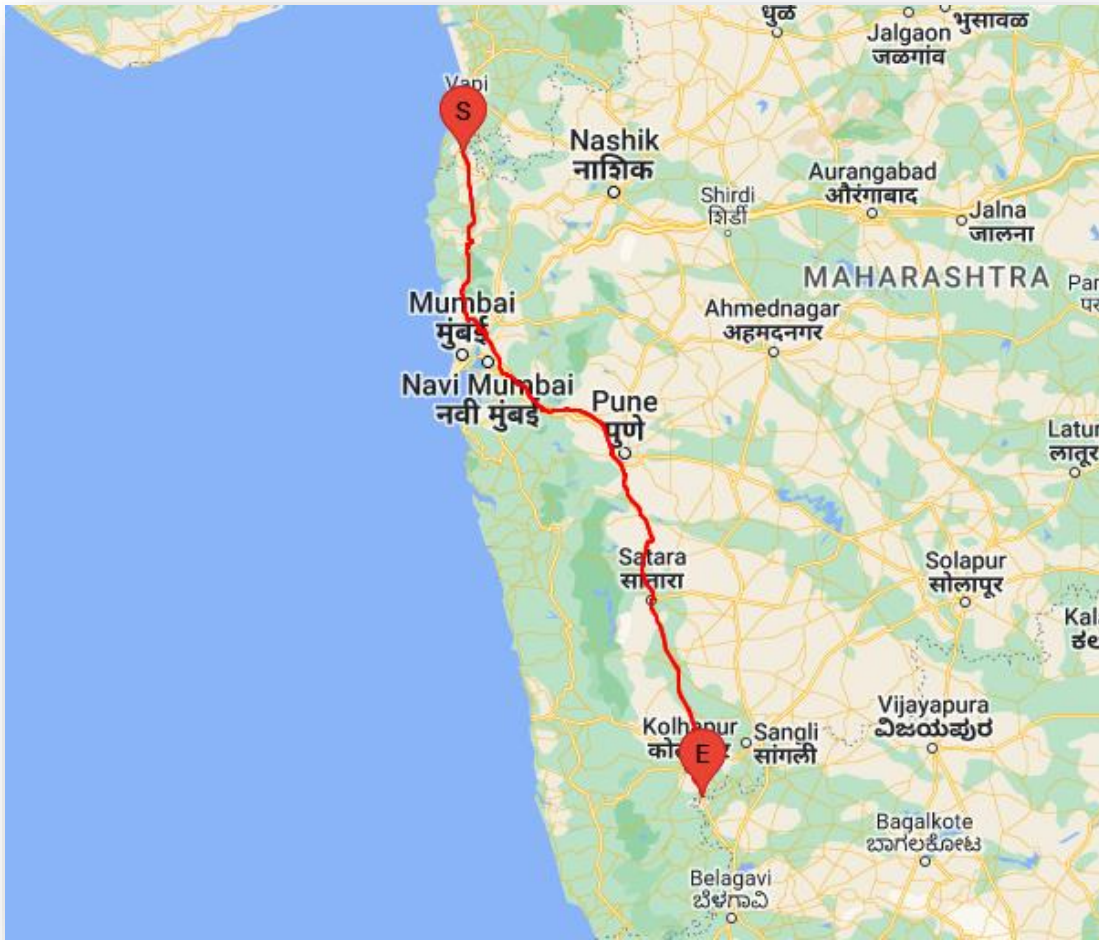 धुळे
Jalgaon
जळगांव
भुसावळ
Vapi
S
Nashik
नाशिक
Aurangabad
औरंगाबाद
Shirdi
शिर्डी
Jalna
जालना
MAHARASHTRA
Mumbai
मुंबई
Ahmednagar
अहमदनगर
Navi Mumbai
नवी मुंबई
Pune
पुणे
Latur
लातूर
Satara
सातारा
Solapur
सोलापूर
Kolhapur
Sangli
सांगली
E
Vijayapura
ವಿಜಯಪುರ
Bagalkote
ಬಾಗಲಕೋಟ
Belagavi
ಬೆಳಗಾವಿ